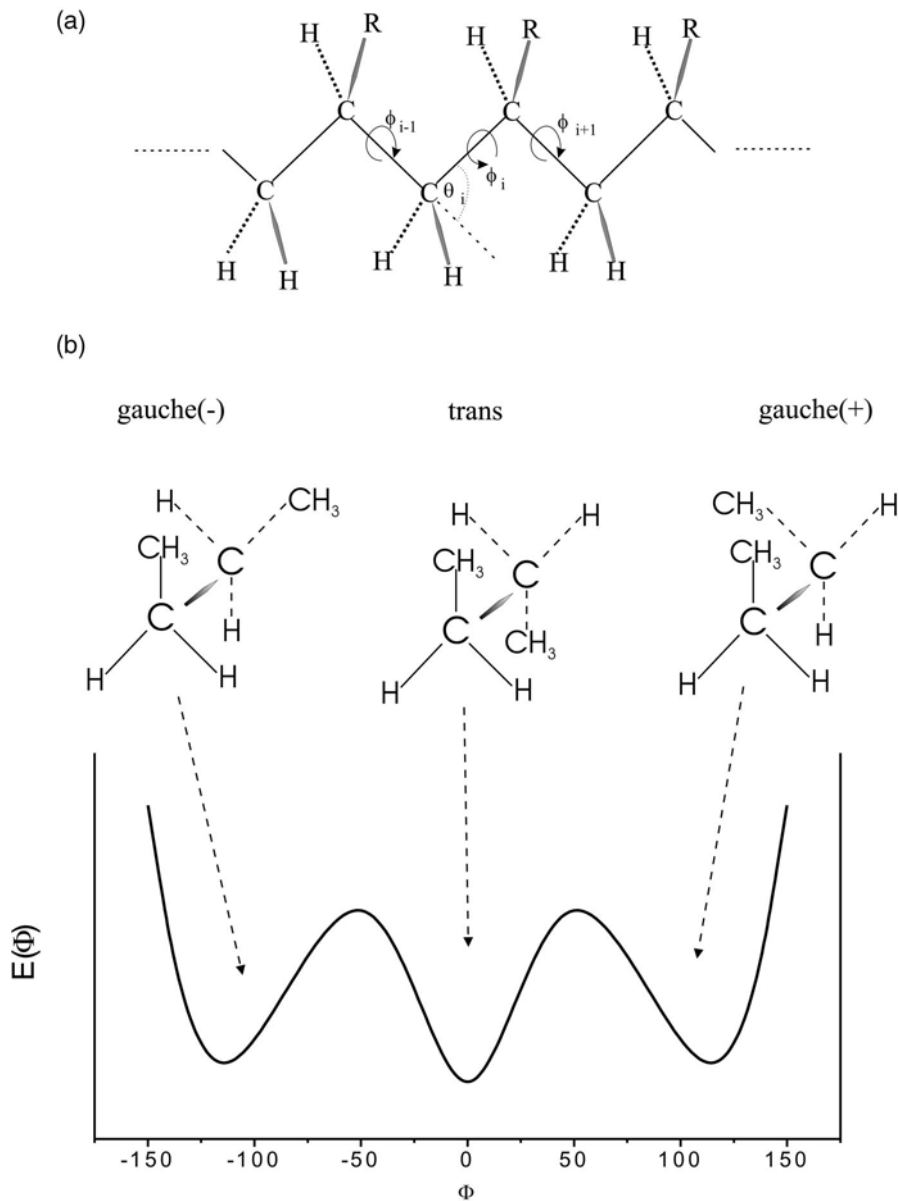 (a)
H R H R H R
C C C
ϕ i-1 ϕ i+1
ϕ i
C C θ i C
H H H H H H
(b)
gauche(-) trans gauche(+)
H CH3 H H CH3 H
CH3 C CH3 C CH3 C
C H C CH3 C H
H H H H H H
E(Φ)
-150 -100 -50 0 50 100 150
Φ